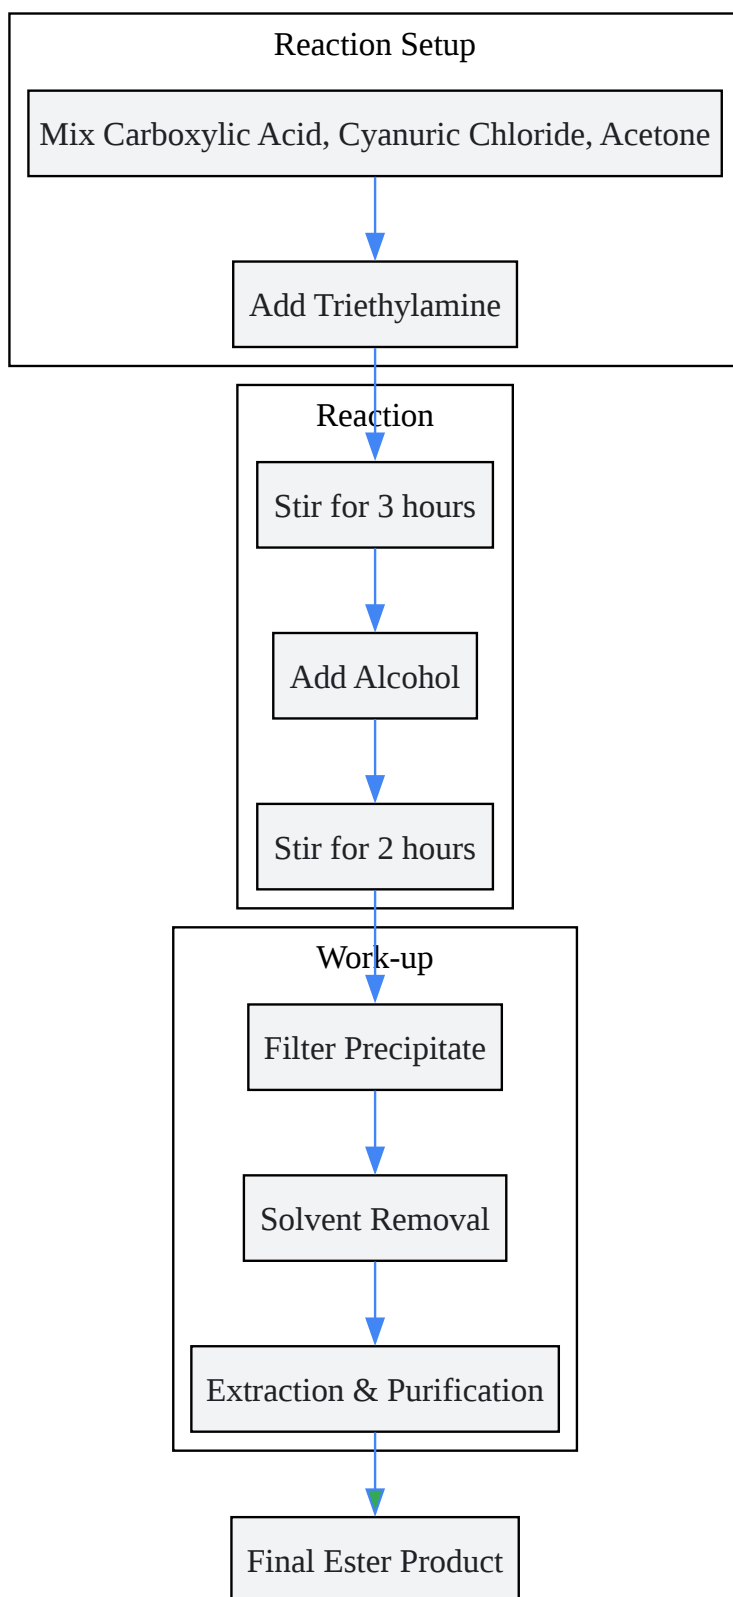 Reaction Setup
Mix Carboxylic Acid, Cyanuric Chloride, Acetone
Add Triethylamine
Reaction
Stir for 3 hours
Add Alcohol
Stir for 2 hours
Work-up
Filter Precipitate
Solvent Removal
Extraction & Purification
Final Ester Product